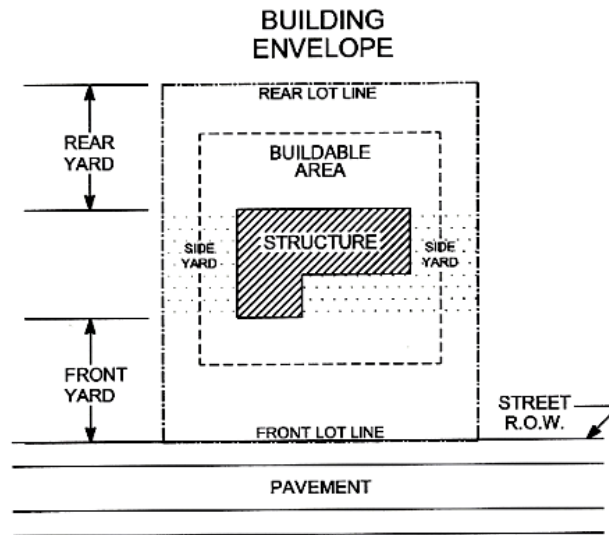 BUILDING
ENVELOPE
REAR LOT LINE
REAR
YARD
BUILDABLE
AREA
STRUCTURE
SIDE
YARD
SIDE
YARD
FRONT
YARD
STREET
R.O.W.
FRONT LOT LINE
PAVEMENT